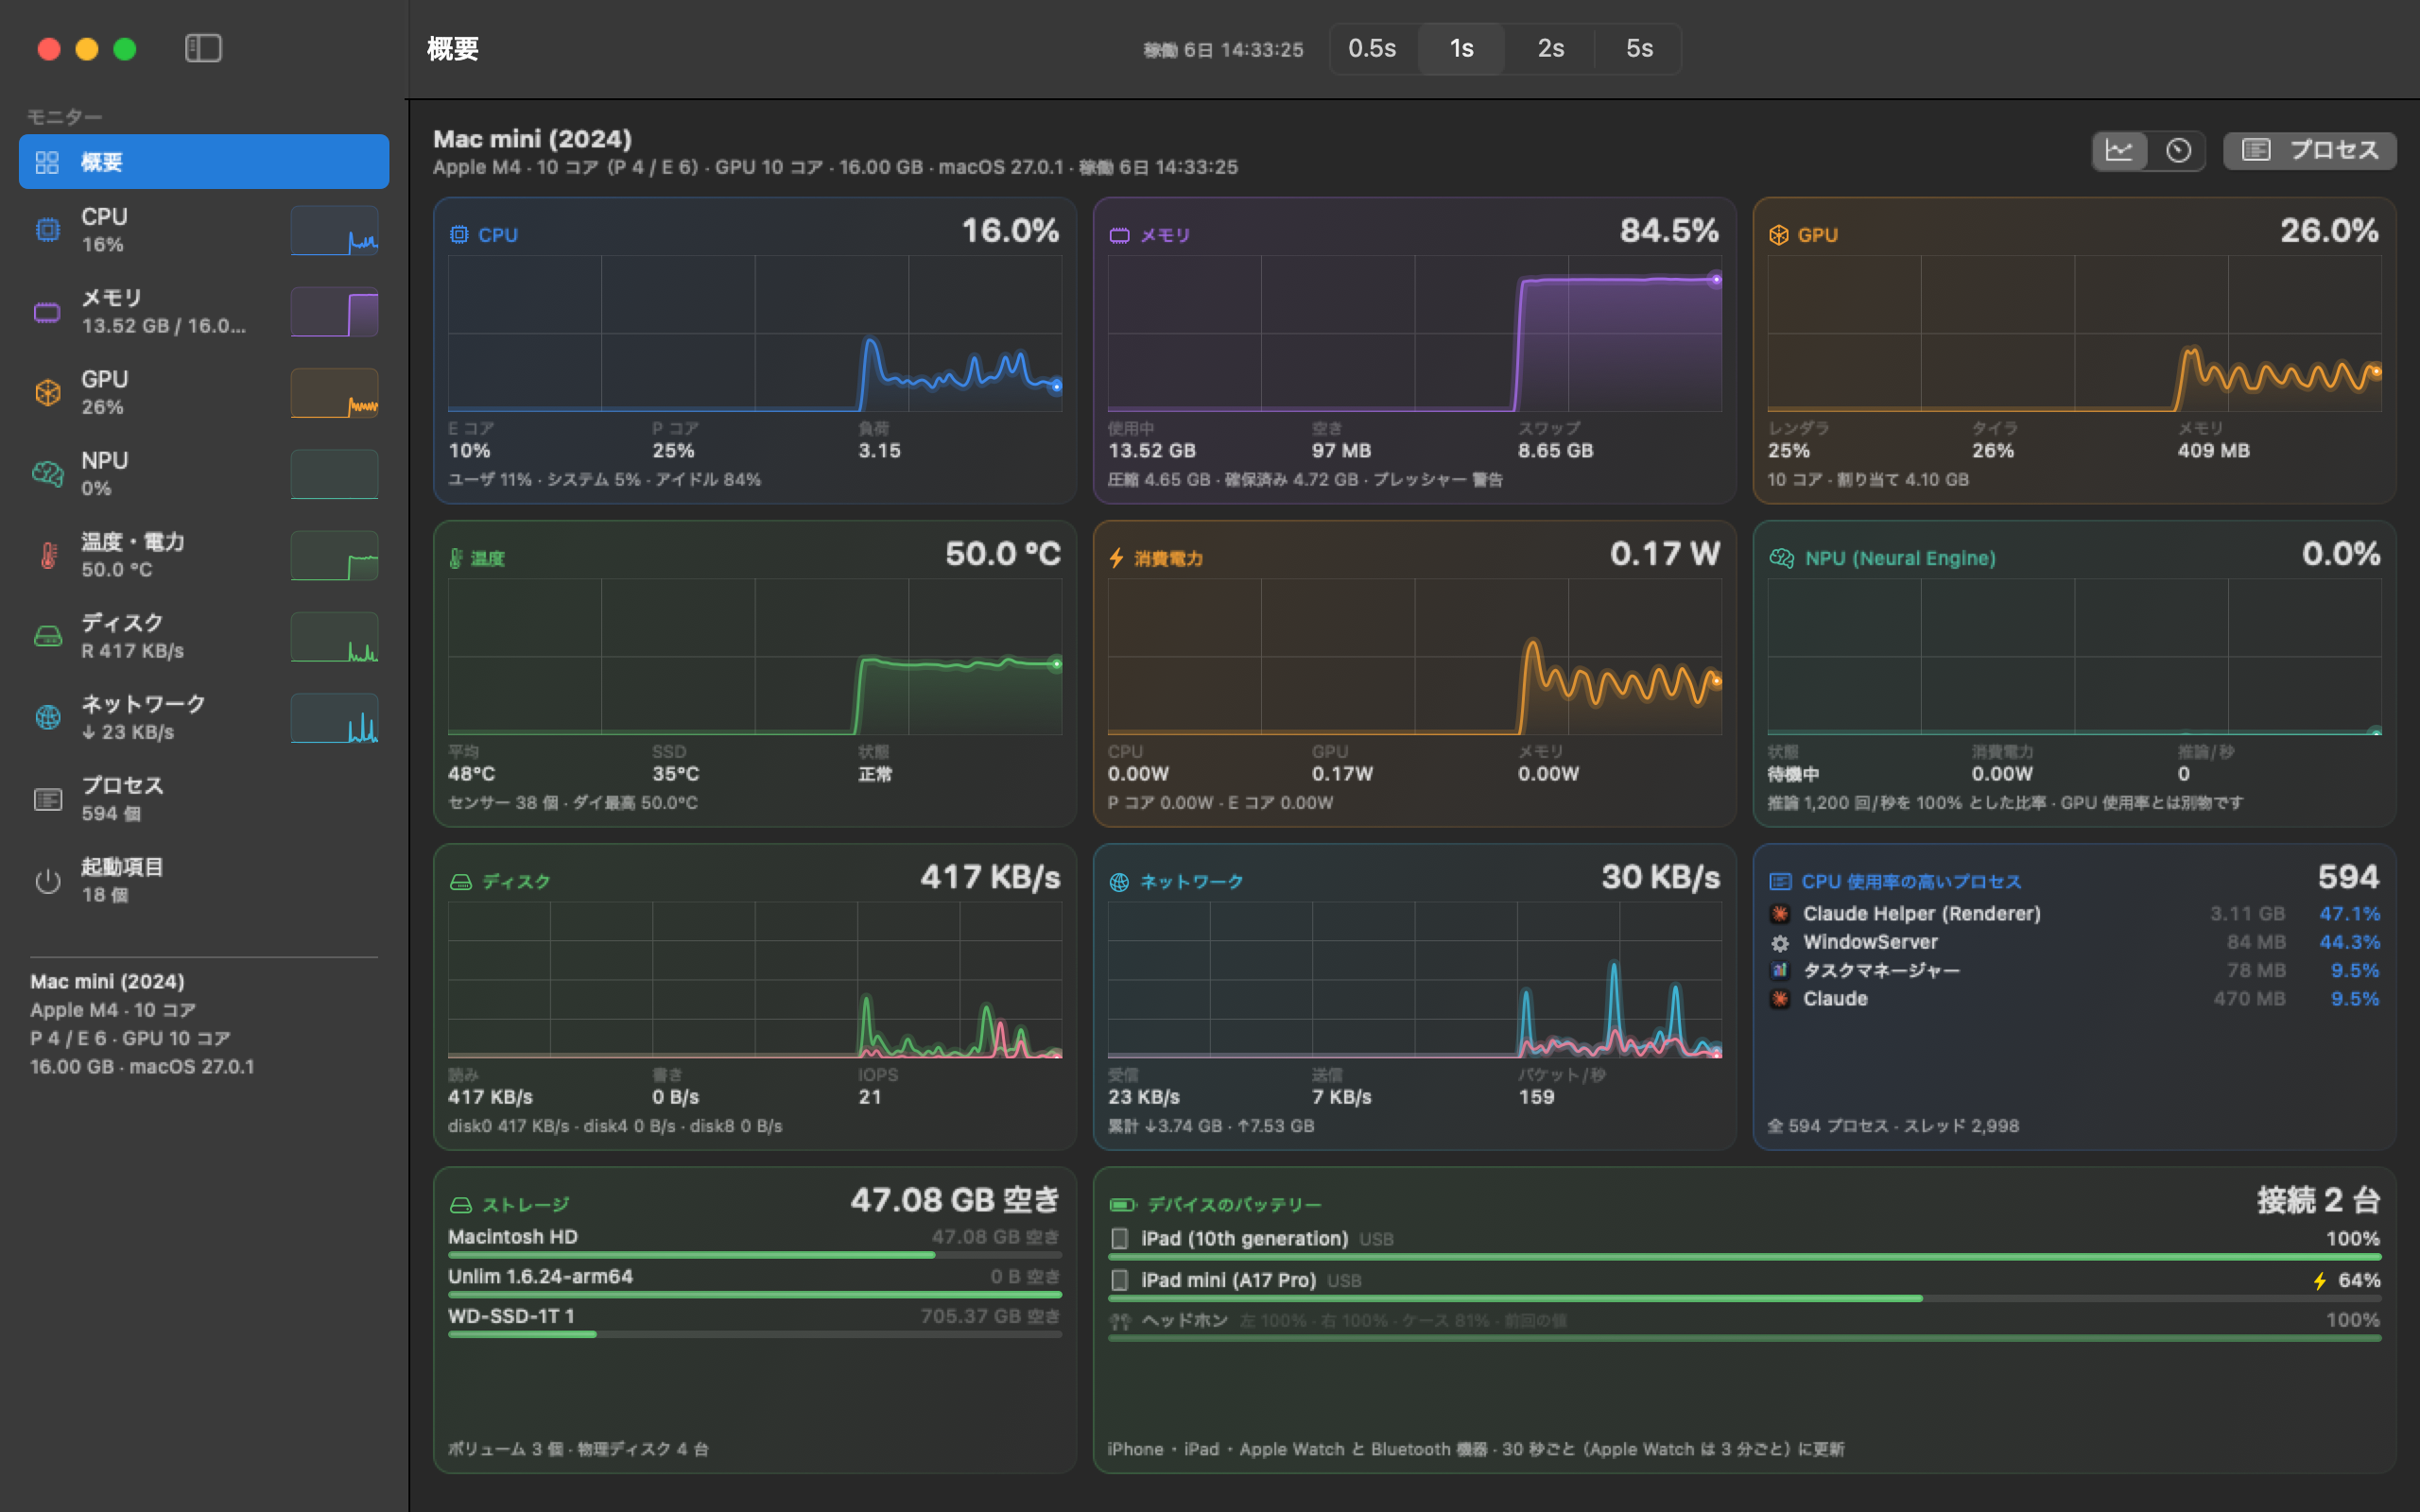 概要
稼働 6日 14:33:25
0.5s
1s
2s
5s
モニター
概要
CPU
16%
メモリ
13.52 GB / 16.0...
GPU
26%
NPU
0%
温度・電力
50.0 °C
ディスク
R 417 KB/s
ネットワーク
↓ 23 KB/s
プロセス
594 個
起動項目
18 個
Mac mini (2024)
Apple M4 · 10 コア
P 4 / E 6 · GPU 10 コア
16.00 GB · macOS 27.0.1
Mac mini (2024)
Apple M4 · 10 コア (P 4 / E 6) · GPU 10 コア · 16.00 GB · macOS 27.0.1 · 稼働 6日 14:33:25
プロセス
CPU
16.0%
E コア
P コア
負荷
10%
25%
3.15
ユーザ 11% · システム 5% · アイドル 84%
メモリ
84.5%
使用中
空き
スワップ
13.52 GB
97 MB
8.65 GB
圧縮 4.65 GB · 確保済み 4.72 GB · プレッシャー 警告
GPU
26.0%
レンダラ
タイラ
メモリ
25%
26%
409 MB
10 コア · 割り当て 4.10 GB
温度
50.0 °C
平均
SSD
状態
48°C
35°C
正常
センサー 38 個 · ダイ最高 50.0°C
消費電力
0.17 W
CPU
GPU
メモリ
0.00W
0.17W
0.00W
P コア 0.00W · E コア 0.00W
NPU (Neural Engine)
0.0%
状態
消費電力
推論/秒
待機中
0.00W
0
推論 1,200 回/秒を 100% とした比率 · GPU 使用率とは別物です
ディスク
417 KB/s
読み
書き
IOPS
417 KB/s
0 B/s
21
disk0 417 KB/s · disk4 0 B/s · disk8 0 B/s
ネットワーク
30 KB/s
受信
送信
パケット/秒
23 KB/s
7 KB/s
159
累計 ↓3.74 GB · ↑7.53 GB
CPU 使用率の高いプロセス
594
Claude Helper (Renderer) 3.11 GB 47.1%
WindowServer 84 MB 44.3%
タスクマネージャー 78 MB 9.5%
Claude 470 MB 9.5%
全 594 プロセス · スレッド 2,998
ストレージ
47.08 GB 空き
Macintosh HD 47.08 GB 空き
Unlim 1.6.24-arm64 0 B 空き
WD-SSD-1T 1 705.37 GB 空き
ボリューム 3 個 · 物理ディスク 4 台
デバイスのバッテリー
接続 2 台
iPad (10th generation) USB 100%
iPad mini (A17 Pro) USB 64%
ヘッドホン 左 100% · 右 100% · ケース 81% · 前回の値 100%
iPhone・iPad・Apple Watch と Bluetooth 機器 · 30 秒ごと (Apple Watch は 3 分ごと) に更新